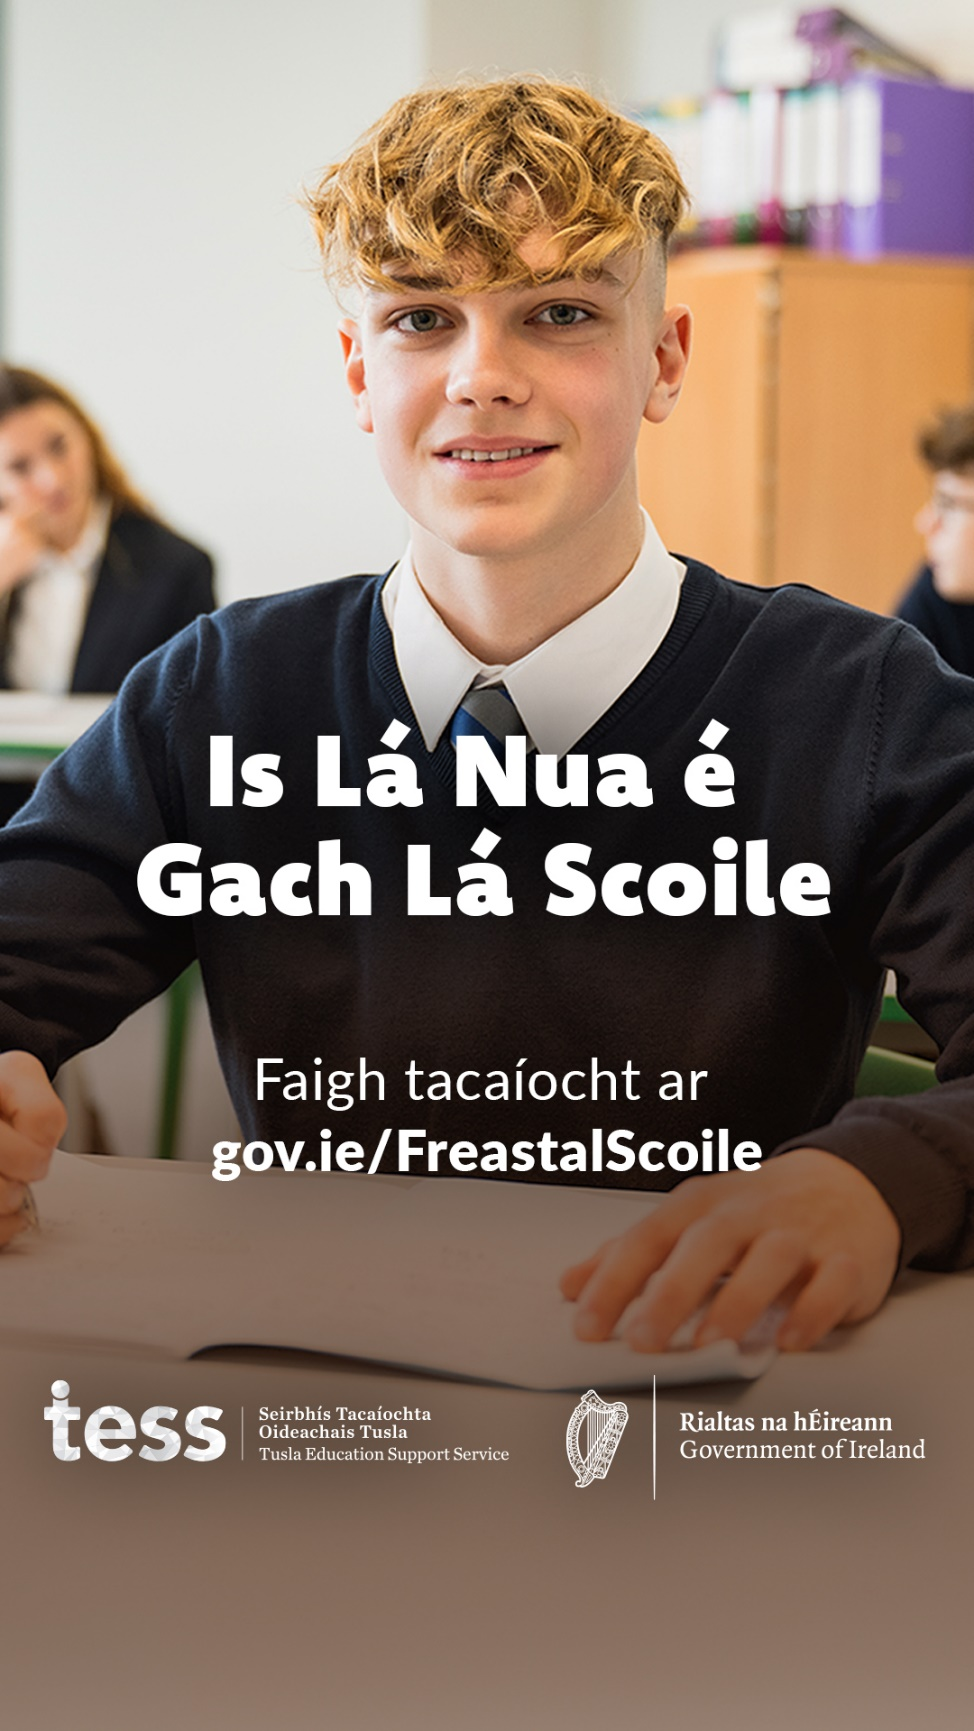 Is Lá Nua é
Gach Lá Scoile
Faigh tacaíocht ar
gov.ie/FreastalScoile
tess
Seirbhís Tacaíochta
Oideachais Tusla
Tusla Education Support Service
Rialtas na hÉireann
Government of Ireland